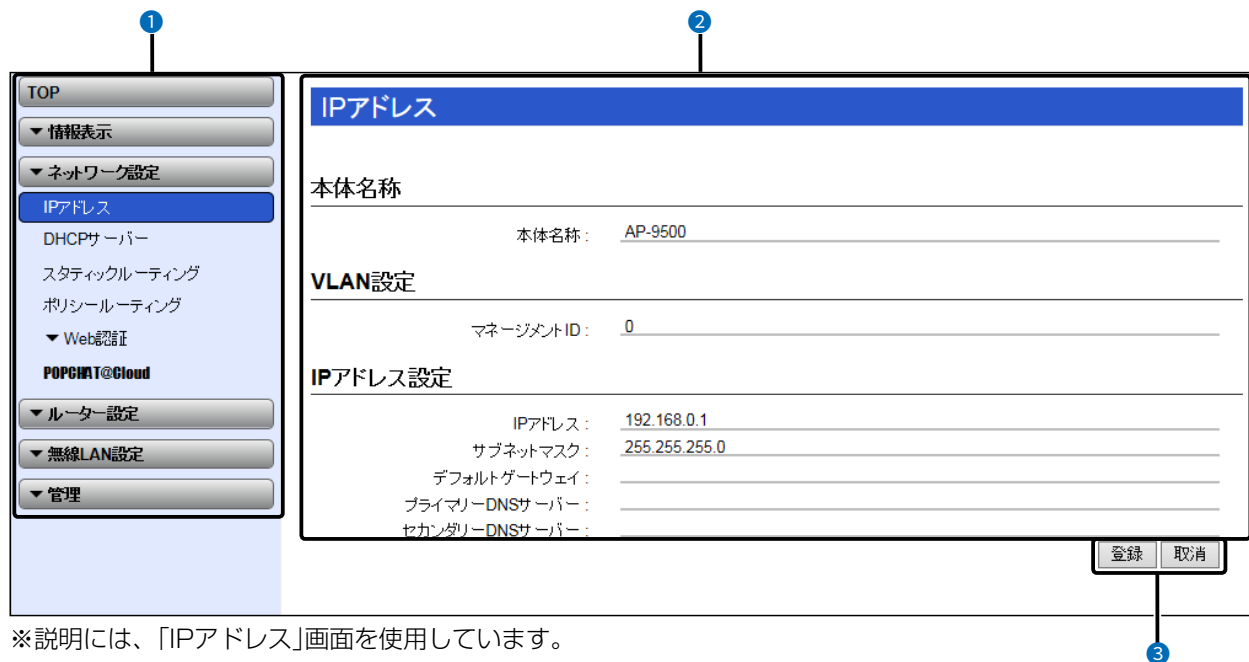 1
2
TOP
▼情報表示
▼ネットワーク設定
IPアドレス
DHCPサーバー
スタティックルーティング
ポリシールーティング
▼Web認証
POPCHAT@Cloud
▼ルーター設定
▼無線LAN設定
▼管理
IPアドレス
本体名称
本体名称: AP-9500
VLAN設定
マネージメントID: 0
IPアドレス設定
IPアドレス: 192.168.0.1
サブネットマスク: 255.255.255.0
デフォルトゲートウェイ:
プライマリーDNSサーバー:
セカンダリーDNSサーバー:
登録 取消
3
※説明には、「IPアドレス」画面を使用しています。